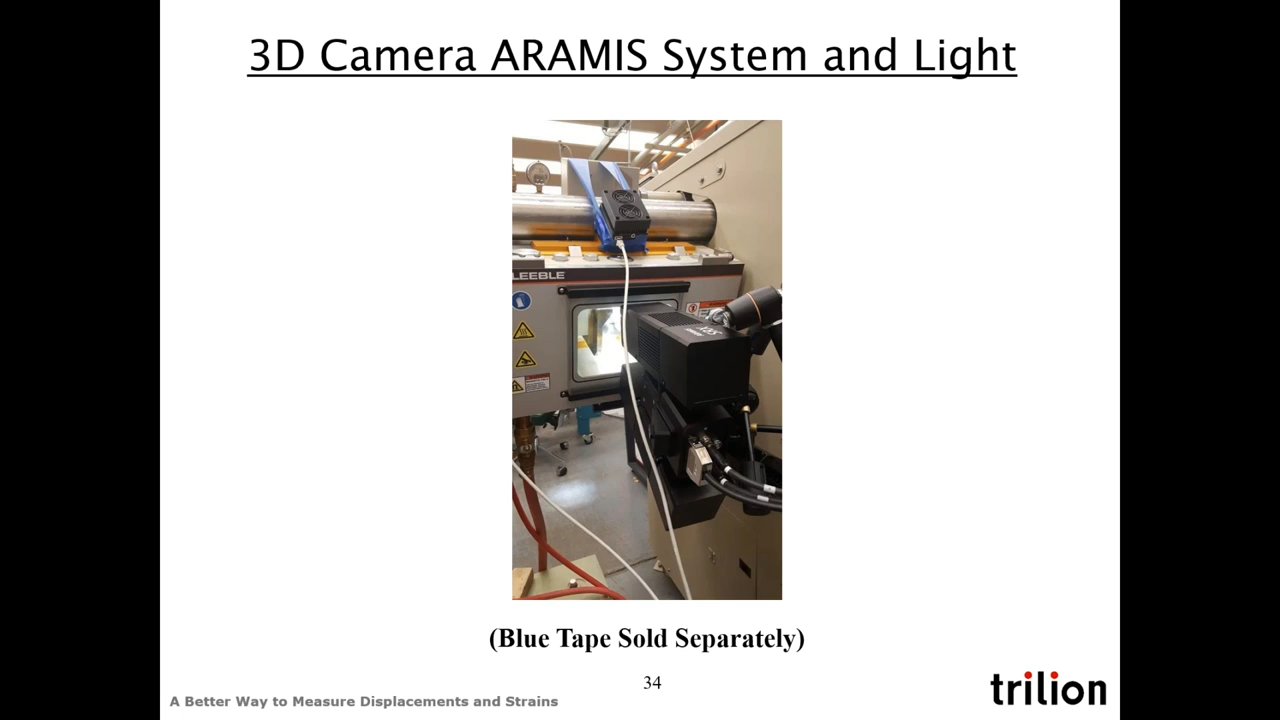 3D Camera ARAMIS System and Light
LEEBLE
(Blue Tape Sold Separately)
34
A Better Way to Measure Displacements and Strains
trilion